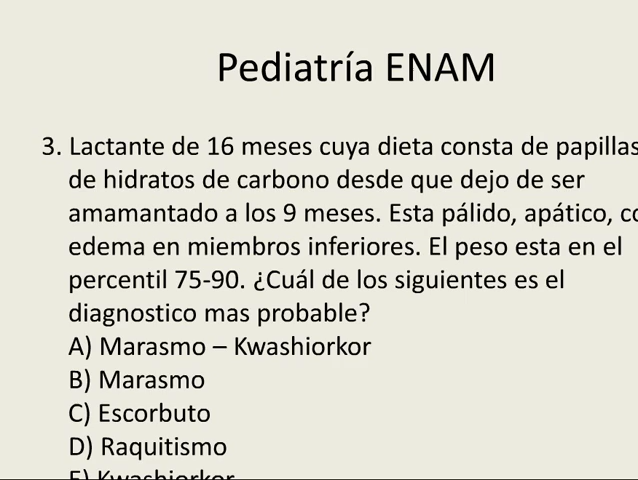 Pediatría ENAM
3. Lactante de 16 meses cuya dieta consta de papillas
de hidratos de carbono desde que dejo de ser
amamantado a los 9 meses. Esta pálido, apático, co
edema en miembros inferiores. El peso esta en el
percentil 75-90. ¿Cuál de los siguientes es el
diagnostico mas probable?
A) Marasmo – Kwashiorkor
B) Marasmo
C) Escorbuto
D) Raquitismo
E) Kwashiorkor